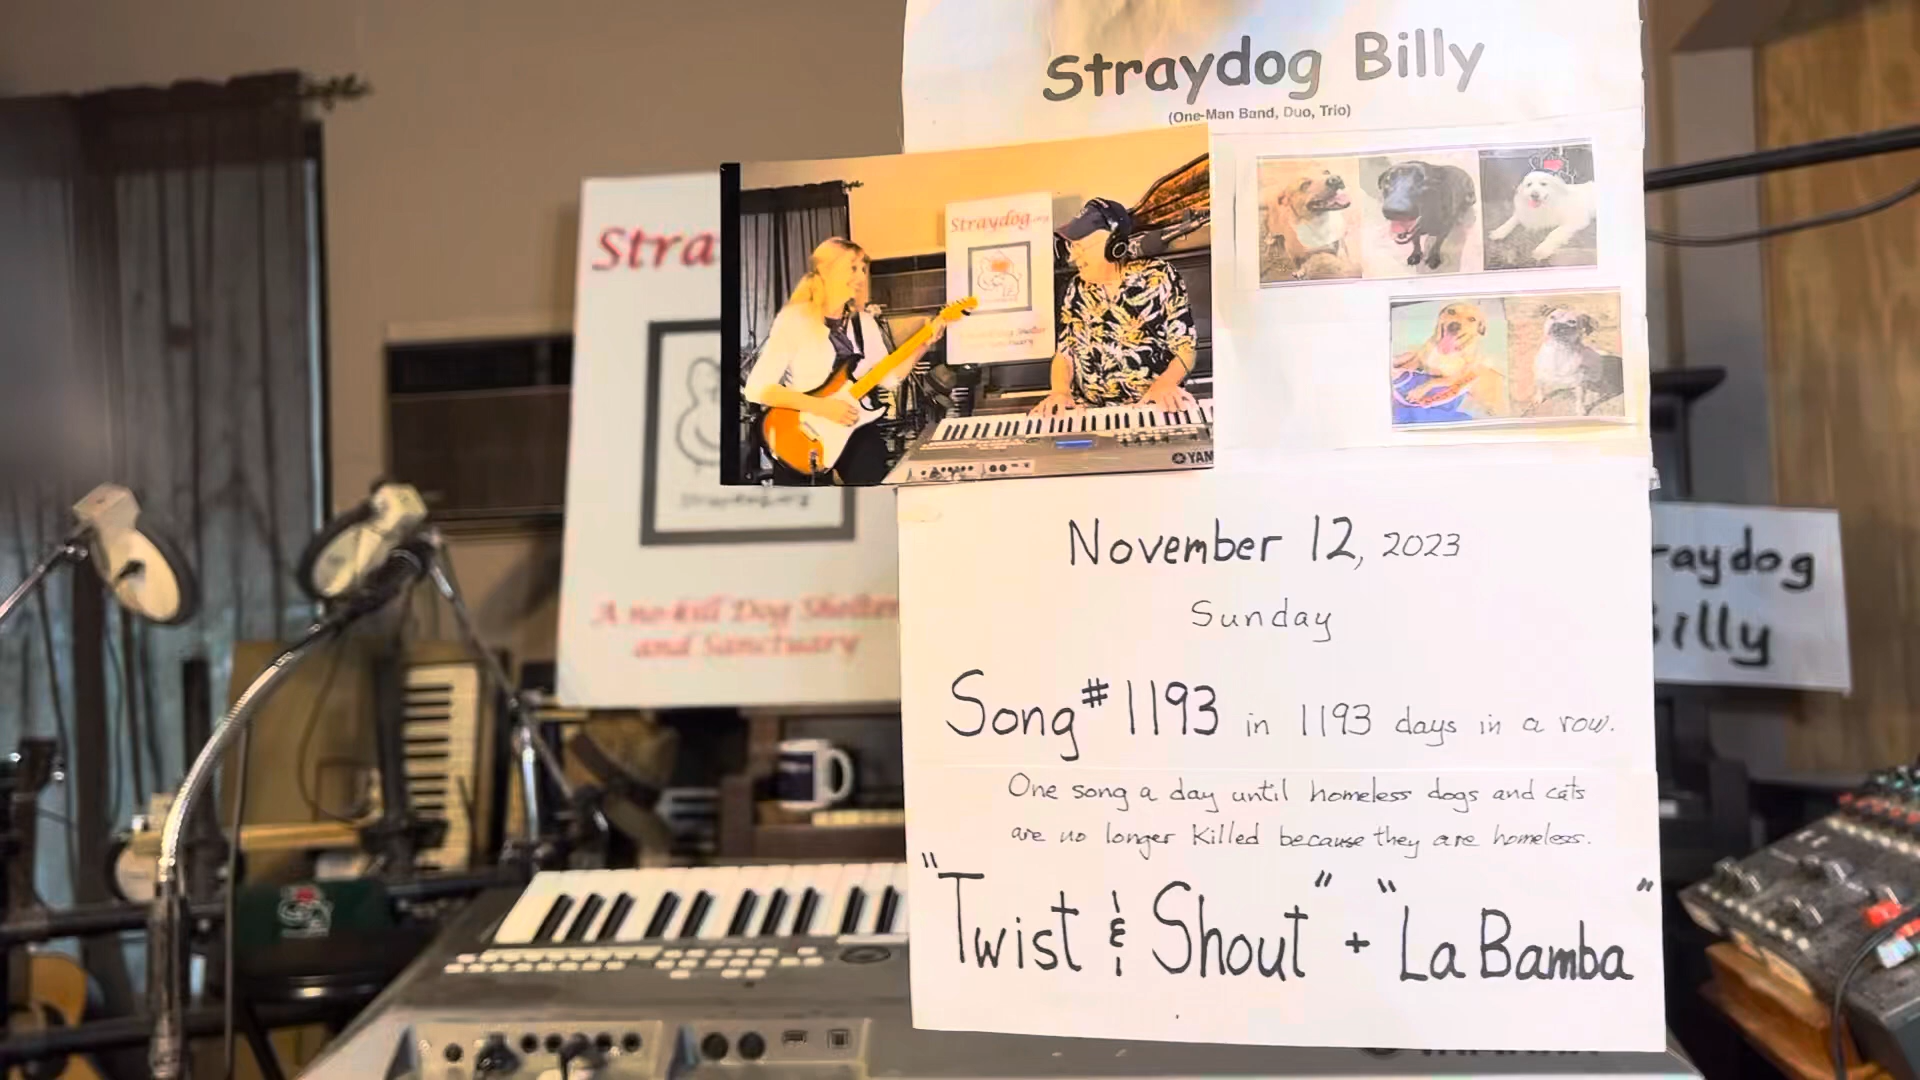 Straydog Billy
(One-Man Band, Duo, Trio)
Stra
Straydog.org
YAM
A no-kill Dog Shelter
and Sanctuary
raydog
illy
November 12, 2023
Sunday
Song #1193 in 1193 days in a row.
One song a day until homeless dogs and cats
are no longer killed because they are homeless.
"Twist & Shout" + "La Bamba"